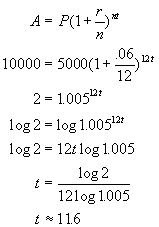 A = P(1 + r/n)^nt
10000 = 5000(1 + .06/12)^12t
2 = 1.005^12t
log 2 = log 1.005^12t
log 2 = 12t log 1.005
t = log 2 / 12 log 1.005
t ≈ 11.6